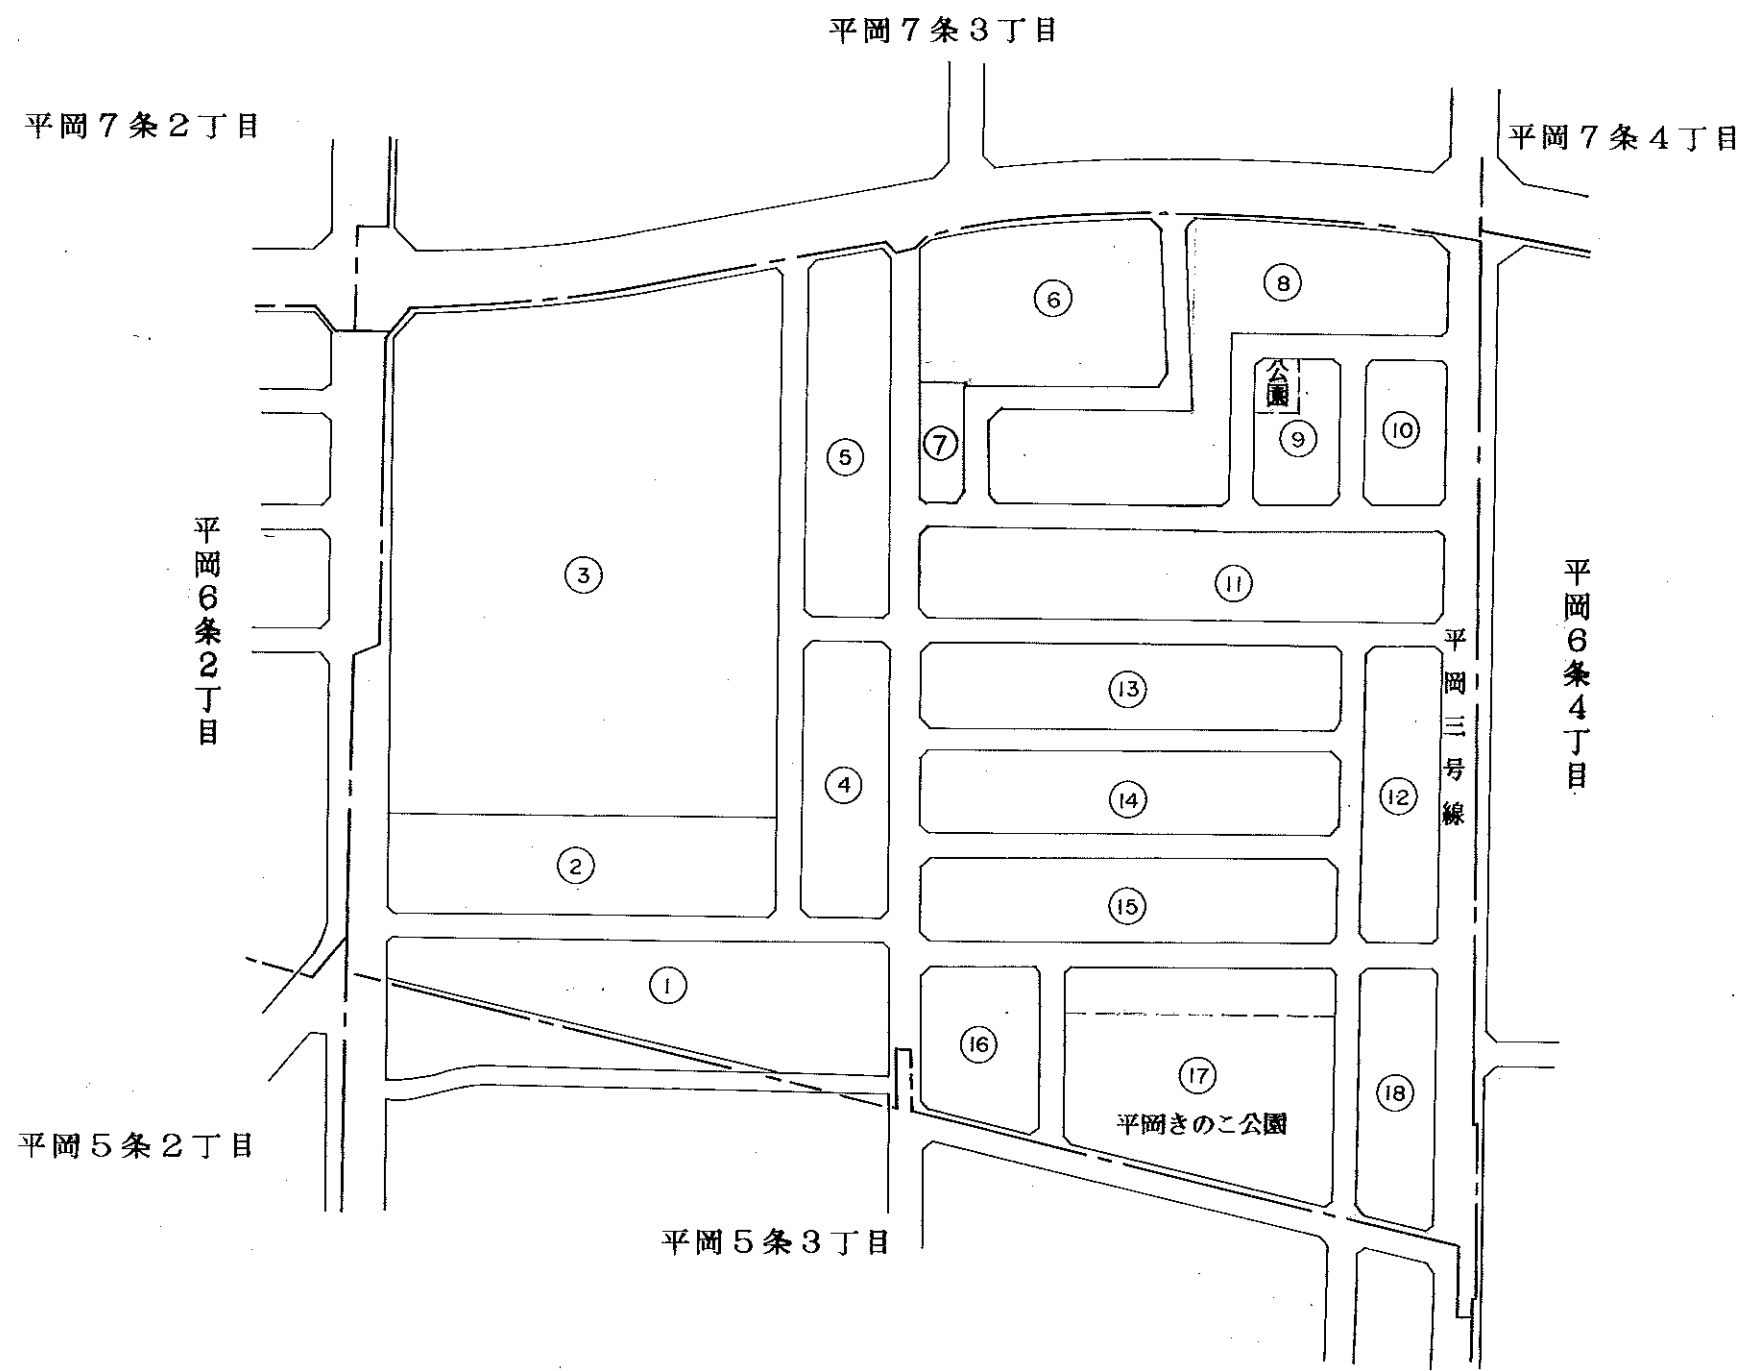 平岡７条３丁目
平岡７条２丁目
平岡７条４丁目
⑥
⑧
公園
⑤
⑦
⑨
⑩
③
⑪
平岡６条２丁目
平岡６条４丁目
平岡三号線
⑬
④
⑭
⑫
②
⑮
①
⑯
⑰
⑱
平岡きのこ公園
平岡５条２丁目
平岡５条３丁目